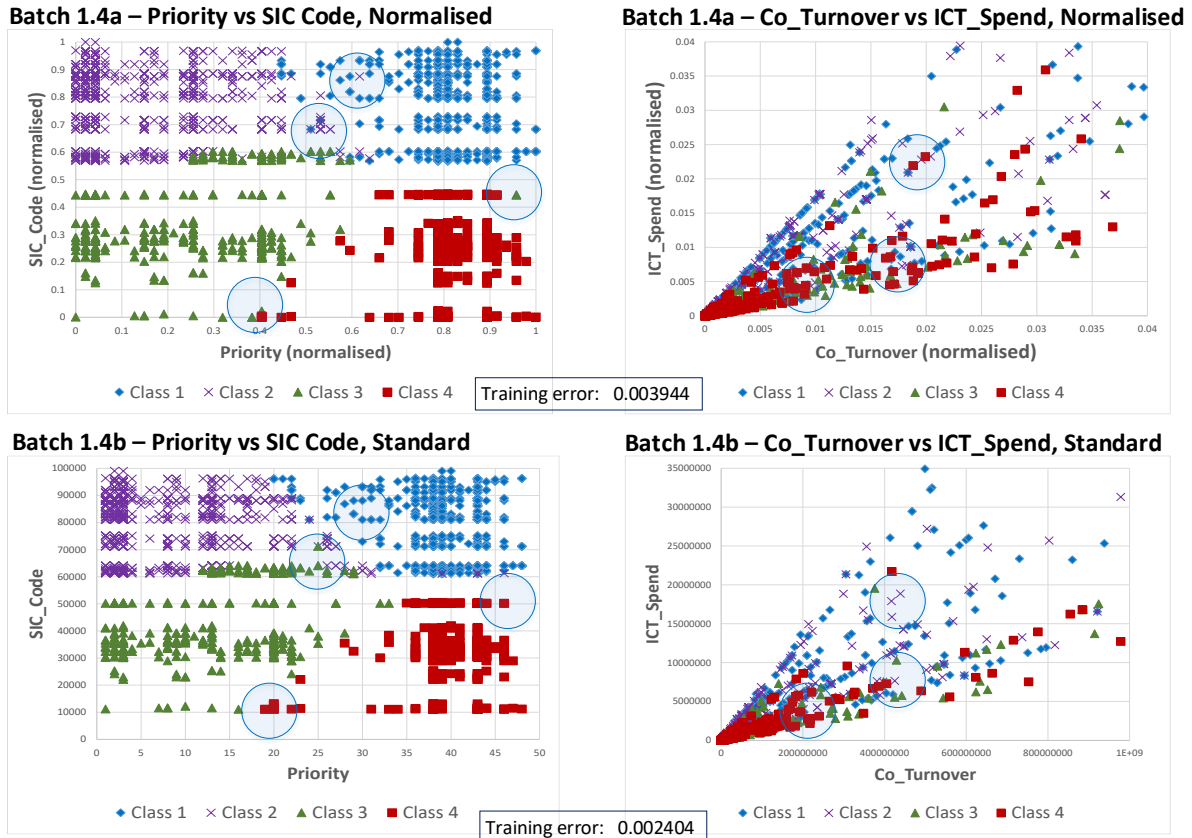 Batch 1.4a – Priority vs SIC Code, Normalised
SIC_Code (normalised)
1
0.9
0.8
0.7
0.6
0.5
0.4
0.3
0.2
0.1
0
0 0.1 0.2 0.3 0.4 0.5 0.6 0.7 0.8 0.9 1
Priority (normalised)
Class 1 Class 2 Class 3 Class 4
Batch 1.4a – Co_Turnover vs ICT_Spend, Normalised
ICT_Spend (normalised)
0.04
0.035
0.03
0.025
0.02
0.015
0.01
0.005
0
0 0.005 0.01 0.015 0.02 0.025 0.03 0.035 0.04
Co_Turnover (normalised)
Class 1 Class 2 Class 3 Class 4
Training error: 0.003944
Batch 1.4b – Priority vs SIC Code, Standard
SIC_Code
100000
90000
80000
70000
60000
50000
40000
30000
20000
10000
0
0 5 10 15 20 25 30 35 40 45 50
Priority
Class 1 Class 2 Class 3 Class 4
Batch 1.4b – Co_Turnover vs ICT_Spend, Standard
ICT_Spend
35000000
30000000
25000000
20000000
15000000
10000000
5000000
0
0 200000000 400000000 600000000 800000000 1E+09
Co_Turnover
Class 1 Class 2 Class 3 Class 4
Training error: 0.002404